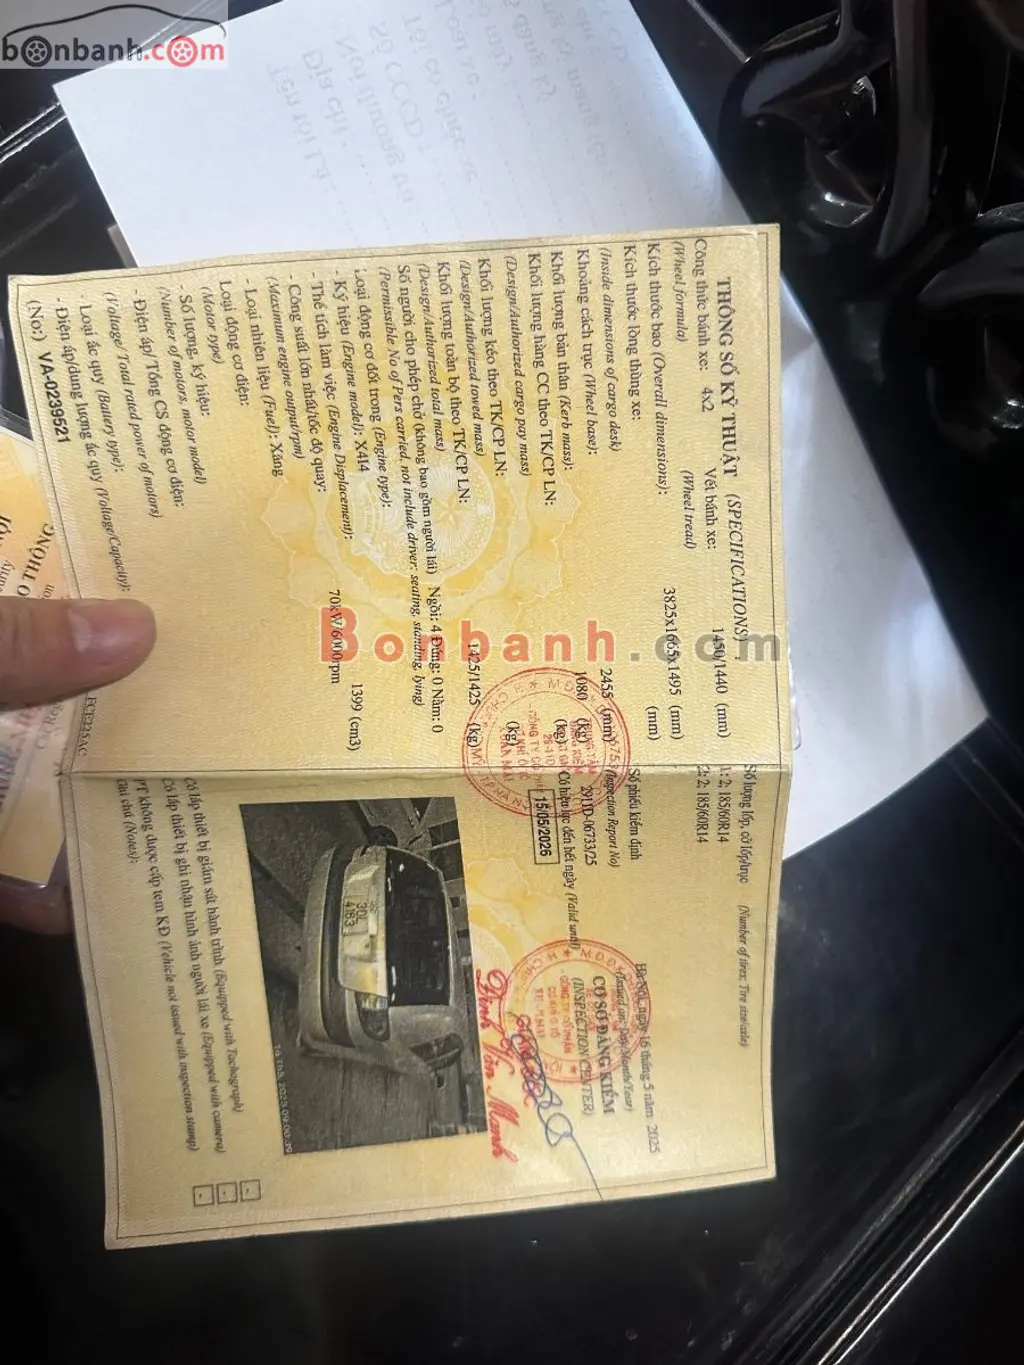 bonbanh.com
THÔNG SỐ KỸ THUẬT (SPECIFICATIONS)
Công thức bánh xe: 4x2 Vết bánh xe: 1450/1440 (mm)
(Wheel formula) (Wheel tread)
Kích thước bao (Overall dimensions): 3825x1665x1495 (mm)
Kích thước lòng thùng xe: (mm)
(Inside dimensions of cargo desk)
Khoảng cách trục (Wheel base): 2455 (mm)
Khối lượng bản thân (Kerb mass): 1080 (kg)
Khối lượng hàng CC theo TK/CP LN: (kg)
(Design/Authorized cargo pay mass)
Khối lượng kéo theo TK/CP LN: (kg)
(Design/Authorized towed mass)
Khối lượng toàn bộ theo TK/CP LN: 1425/1425 (kg)
(Design/Authorized total mass)
Số người cho phép chở (không bao gồm người lái) Ngồi: 4 Đứng: 0 Nằm: 0
(Permissible No of Pers carried, not include driver: seating, standing, lying)
Loại động cơ đốt trong (Engine type):
- Ký hiệu (Engine model): X414
- Thể tích làm việc (Engine Displacement): 1399 (cm3)
- Công suất lớn nhất/tốc độ quay: 70kW/6000rpm
(Maximum engine output/rpm)
- Loại nhiên liệu (Fuel): Xăng
Loại động cơ điện:
(Motor type)
- Số lượng, ký hiệu:
(Number of motors, motor model)
- Điện áp/ Tổng CS động cơ điện:
(Voltage/ Total rated power of motors)
- Loại ắc quy (Battery type):
- Điện áp/dung lượng ắc quy (Voltage/Capacity):
(No:) VA-0239521
Bonbanh.com
Số lượng lốp, cỡ lốp/trục (Number of tires; Tire size/axle)
1: 2; 185/60R14
2: 2; 185/60R14
Số phiếu kiểm định
(Inspection Report No)
2911D-06733/25
Có hiệu lực đến hết ngày (Valid until)
15/05/2026
Hà Nội, ngày 16 tháng 5 năm 2025
(Issued on: Day/Month/Year)
CƠ SỞ ĐĂNG KIỂM
(INSPECTION CENTER)
Đinh Văn Mạnh
30L
4183
Có lắp thiết bị giám sát hành trình (Equipped with Tachograph)
Có lắp thiết bị ghi nhận hình ảnh người lái xe (Equipped with camera)
PT không được cấp tem KĐ (Vehicle not issued with inspection stamp)
Ghi chú (Notes):